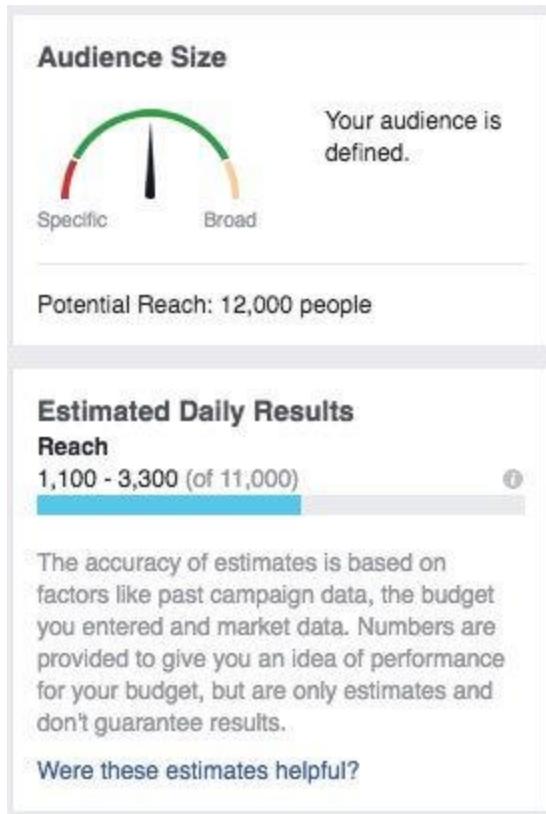 Audience Size
Your audience is
defined.
Specific
Broad
Potential Reach: 12,000 people
Estimated Daily Results
Reach
1,100 - 3,300 (of 11,000)
The accuracy of estimates is based on
factors like past campaign data, the budget
you entered and market data. Numbers are
provided to give you an idea of performance
for your budget, but are only estimates and
don't guarantee results.
Were these estimates helpful?